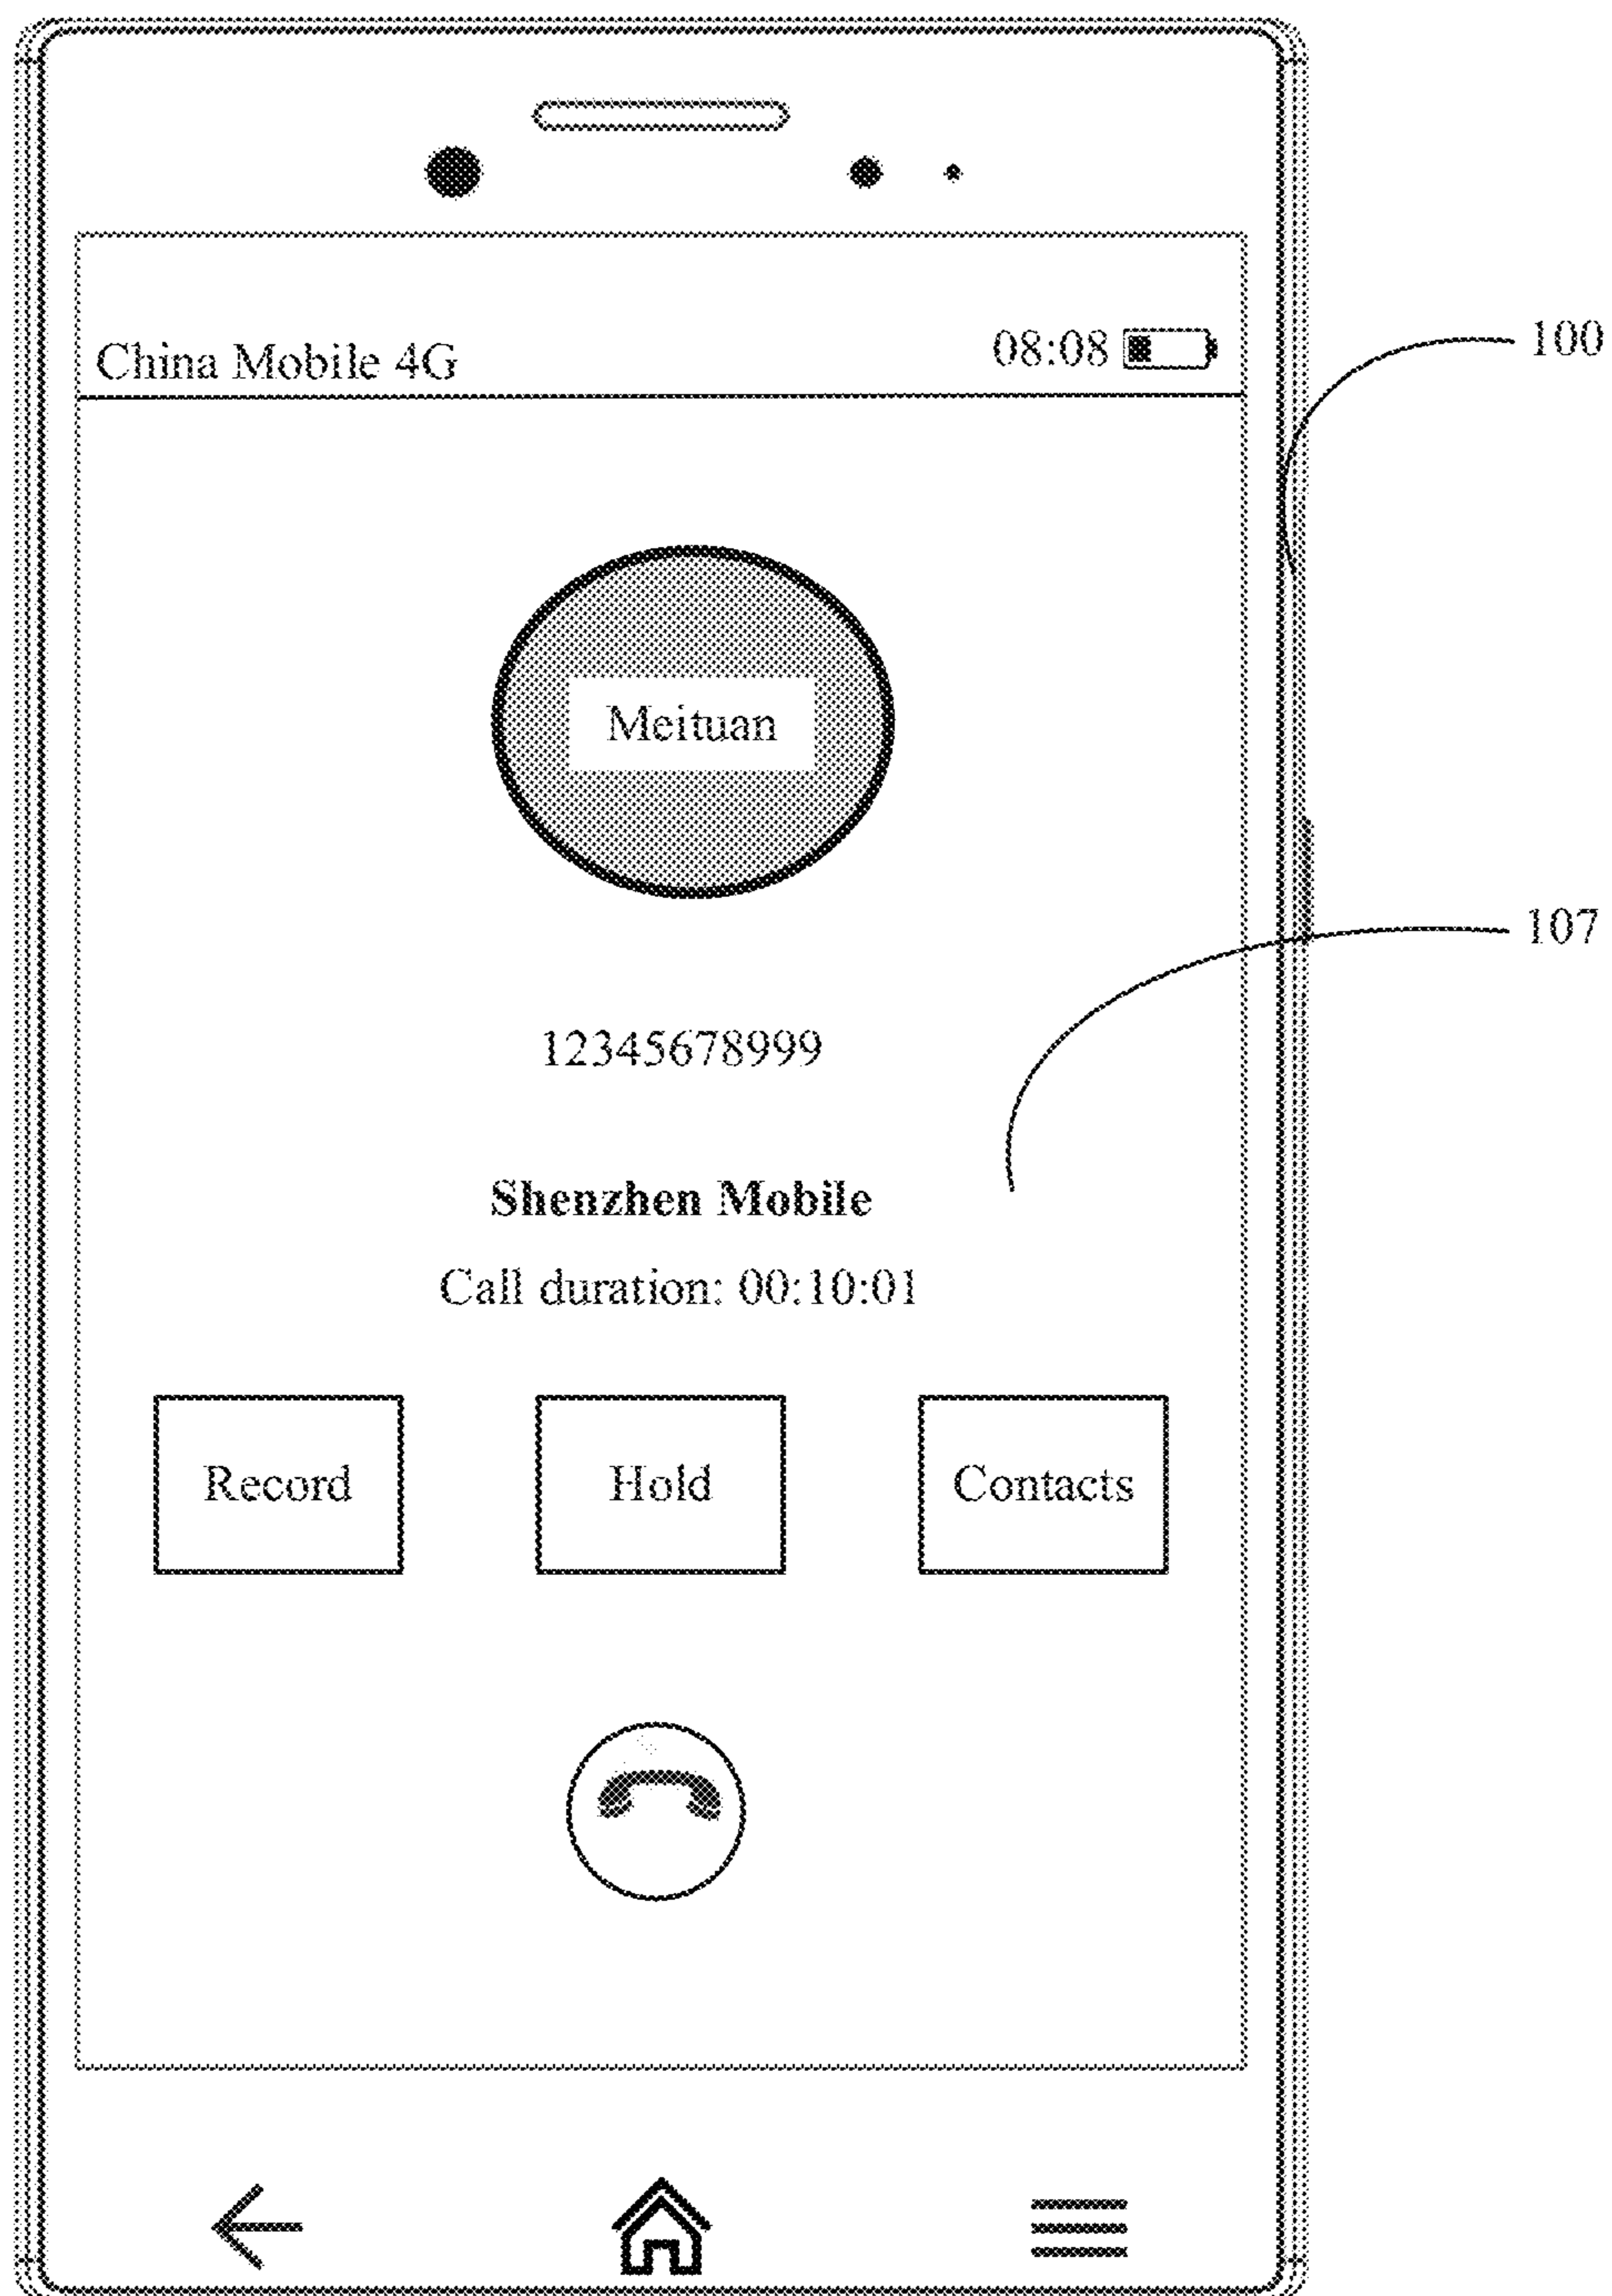 China Mobile 4G 08:08
100
Meituan
107
12345678999
Shenzhen Mobile
Call duration: 00:10:01
Record Hold Contacts